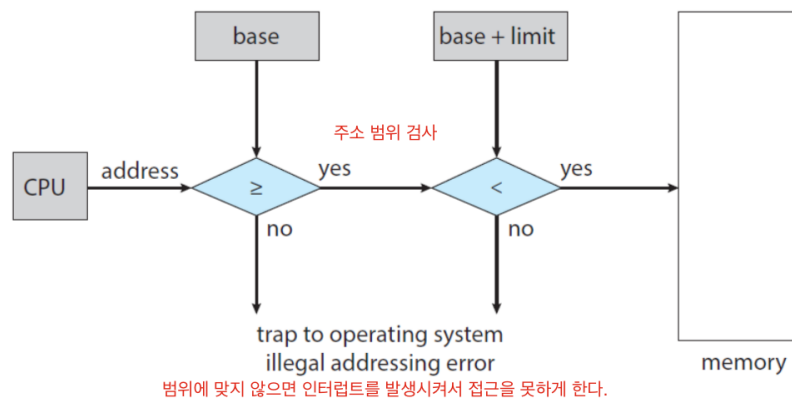 base
base + limit
주소 범위 검사
CPU
address
≥
yes
<
yes
no
no
trap to operating system
illegal addressing error
memory
범위에 맞지 않으면 인터럽트를 발생시켜서 접근을 못하게 한다.